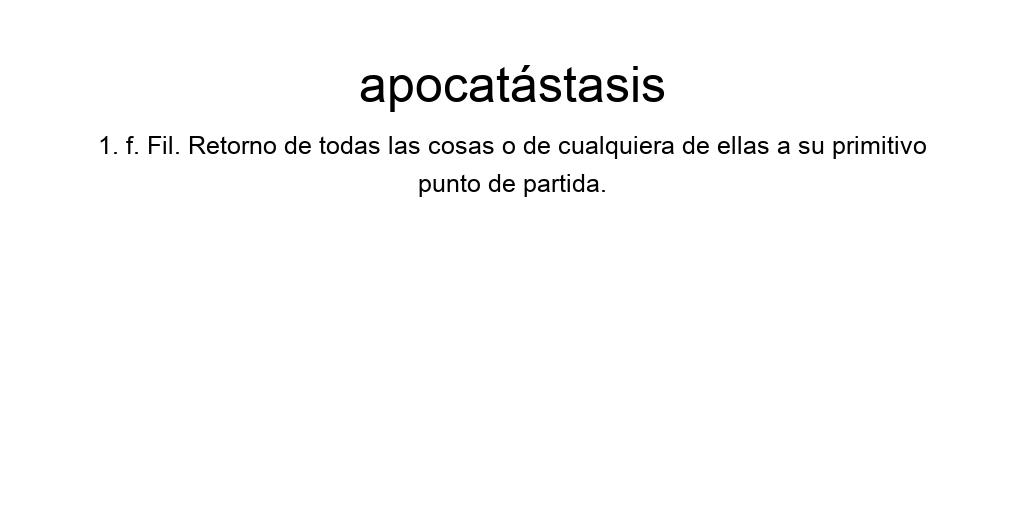 apocatástasis
1. f. Fil. Retorno de todas las cosas o de cualquiera de ellas a su primitivo
punto de partida.